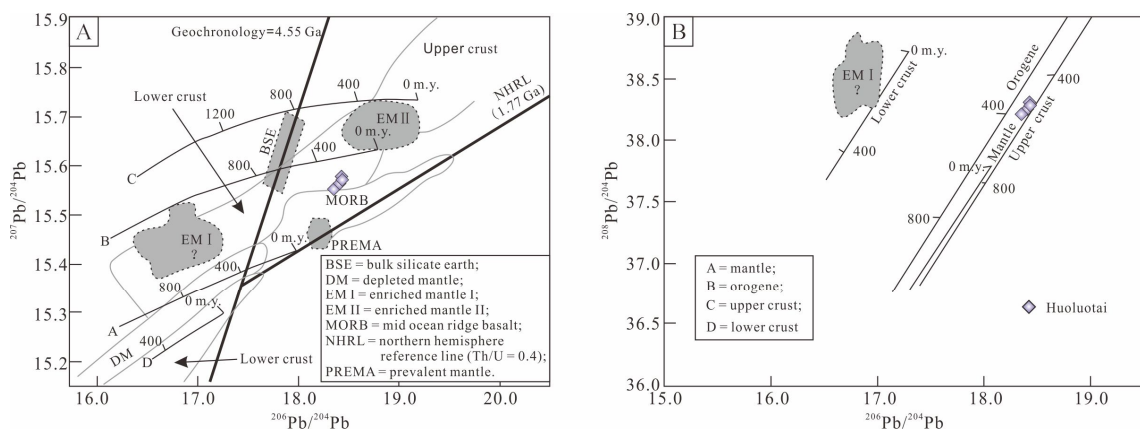 A
Geochronology=4.55 Ga
Upper crust
NHRL
(1.77 Ga)
Lower crust
1200
800
400
0 m.y.
EM II
0 m.y.
BSE
C
800
400
MORB
B
EM I
?
PREMA
0 m.y.
400
800
0 m.y.
A
400
DM
D
Lower crust
BSE = bulk silicate earth;
DM = depleted mantle;
EM I = enriched mantle I;
EM II = enriched mantle II;
MORB = mid ocean ridge basalt;
NHRL = northern hemisphere
reference line (Th/U = 0.4);
PREMA = prevalent mantle.
15.9
15.8
15.7
15.6
15.5
15.4
15.3
15.2
²⁰⁷Pb/²⁰⁴Pb
16.0
17.0
18.0
19.0
20.0
²⁰⁶Pb/²⁰⁴Pb
B
EM I
?
0 m.y.
Lower crust
400
Orogene
400
400
Mantle
Upper crust
0 m.y.
800
800
A = mantle;
B = orogene;
C = upper crust;
D = lower crust
Huoluotai
39.0
38.5
38.0
37.5
37.0
36.5
36.0
²⁰⁸Pb/²⁰⁴Pb
15.0
16.0
17.0
18.0
19.0
²⁰⁶Pb/²⁰⁴Pb